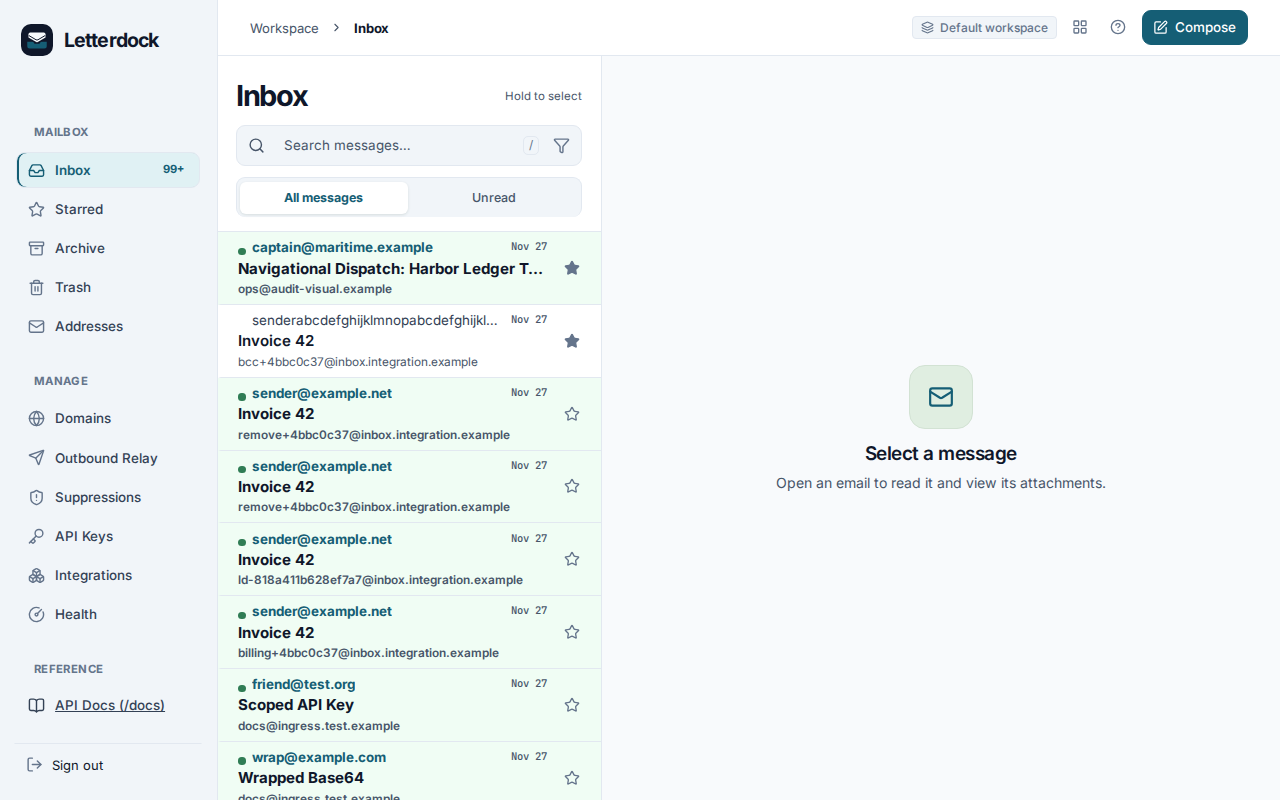 Letterdock
Workspace
Inbox
Default workspace
Compose
MAILBOX
Inbox 99+
Starred
Archive
Trash
Addresses
MANAGE
Domains
Outbound Relay
Suppressions
API Keys
Integrations
Health
REFERENCE
API Docs (/docs)
Sign out
Inbox
Hold to select
Search messages... /
All messages
Unread
captain@maritime.example Nov 27
Navigational Dispatch: Harbor Ledger T...
ops@audit-visual.example
senderabcdefghijklmnopabcdefghijkl... Nov 27
Invoice 42
bcc+4bbc0c37@inbox.integration.example
sender@example.net Nov 27
Invoice 42
remove+4bbc0c37@inbox.integration.example
sender@example.net Nov 27
Invoice 42
remove+4bbc0c37@inbox.integration.example
sender@example.net Nov 27
Invoice 42
ld-818a411b628ef7a7@inbox.integration.example
sender@example.net Nov 27
Invoice 42
billing+4bbc0c37@inbox.integration.example
friend@test.org Nov 27
Scoped API Key
docs@ingress.test.example
wrap@example.com Nov 27
Wrapped Base64
docs@ingress.test.example
Select a message
Open an email to read it and view its attachments.